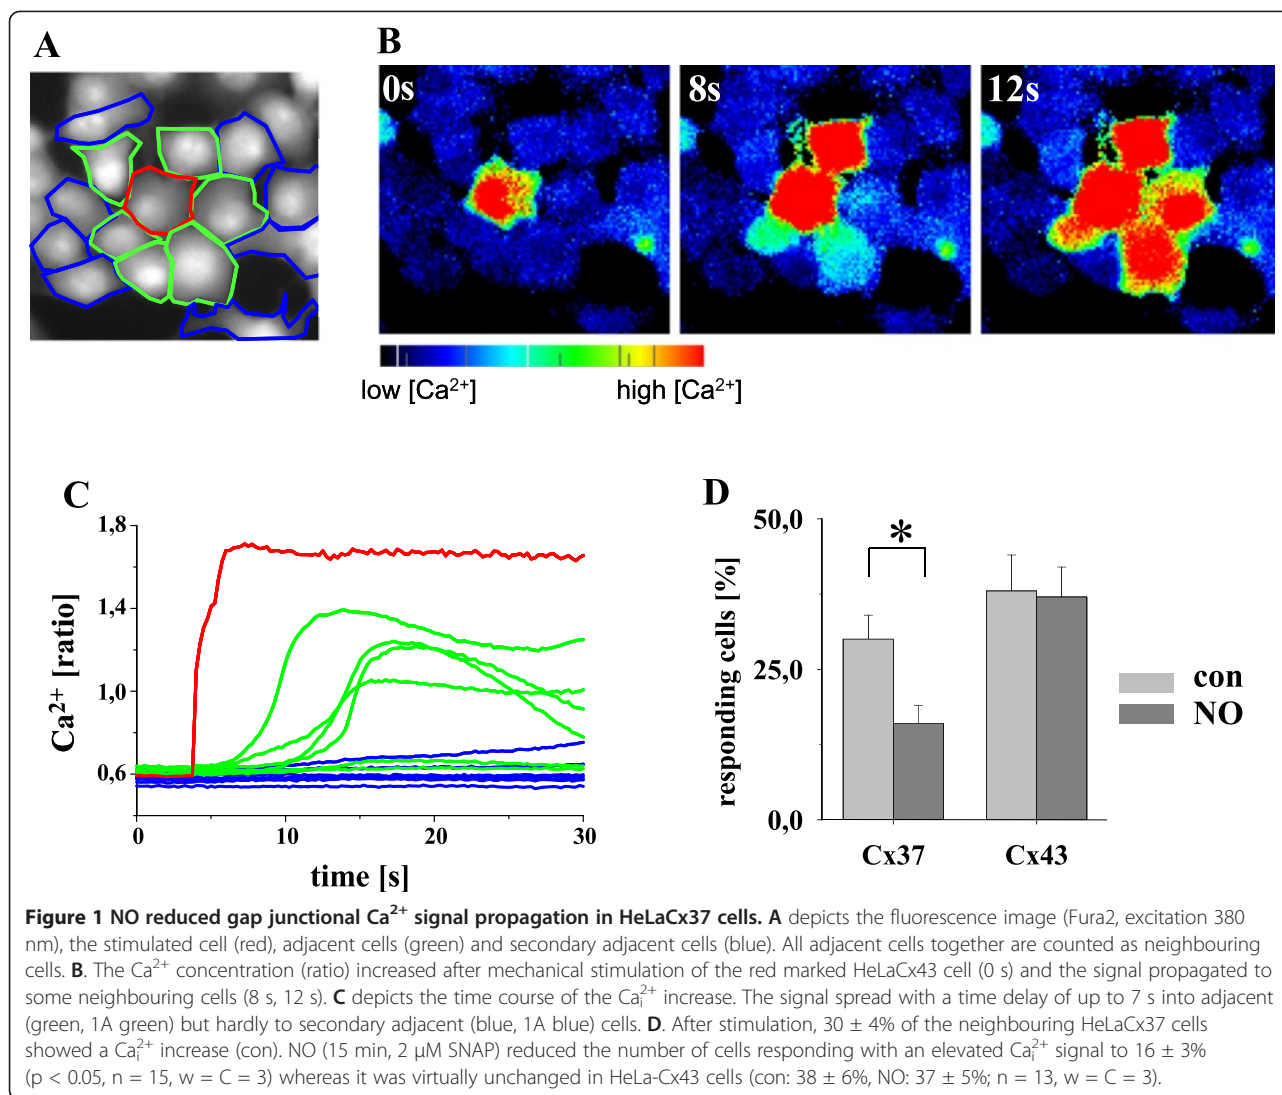 A
B
0s
8s
12s
low [Ca2+]
high [Ca2+]
C
Ca2+ [ratio]
1,8
1,4
1,0
0,6
0
10
20
30
time [s]
D
responding cells [%]
50,0
25,0
0,0
*
Cx37
Cx43
con
NO
Figure 1 NO reduced gap junctional Ca2+ signal propagation in HeLaCx37 cells. A depicts the fluorescence image (Fura2, excitation 380
nm), the stimulated cell (red), adjacent cells (green) and secondary adjacent cells (blue). All adjacent cells together are counted as neighbouring
cells. B. The Ca2+ concentration (ratio) increased after mechanical stimulation of the red marked HeLaCx43 cell (0 s) and the signal propagated to
some neighbouring cells (8 s, 12 s). C depicts the time course of the Cai2+ increase. The signal spread with a time delay of up to 7 s into adjacent
(green, 1A green) but hardly to secondary adjacent (blue, 1A blue) cells. D. After stimulation, 30 ± 4% of the neighbouring HeLaCx37 cells
showed a Cai2+ increase (con). NO (15 min, 2 μM SNAP) reduced the number of cells responding with an elevated Cai2+ signal to 16 ± 3%
(p < 0.05, n = 15, w = C = 3) whereas it was virtually unchanged in HeLa-Cx43 cells (con: 38 ± 6%, NO: 37 ± 5%; n = 13, w = C = 3).